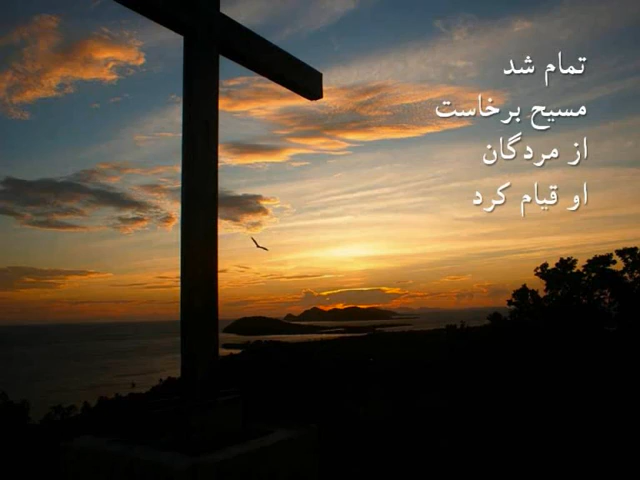 تمام شد
مسیح برخاست
از مردگان
او قیام کرد